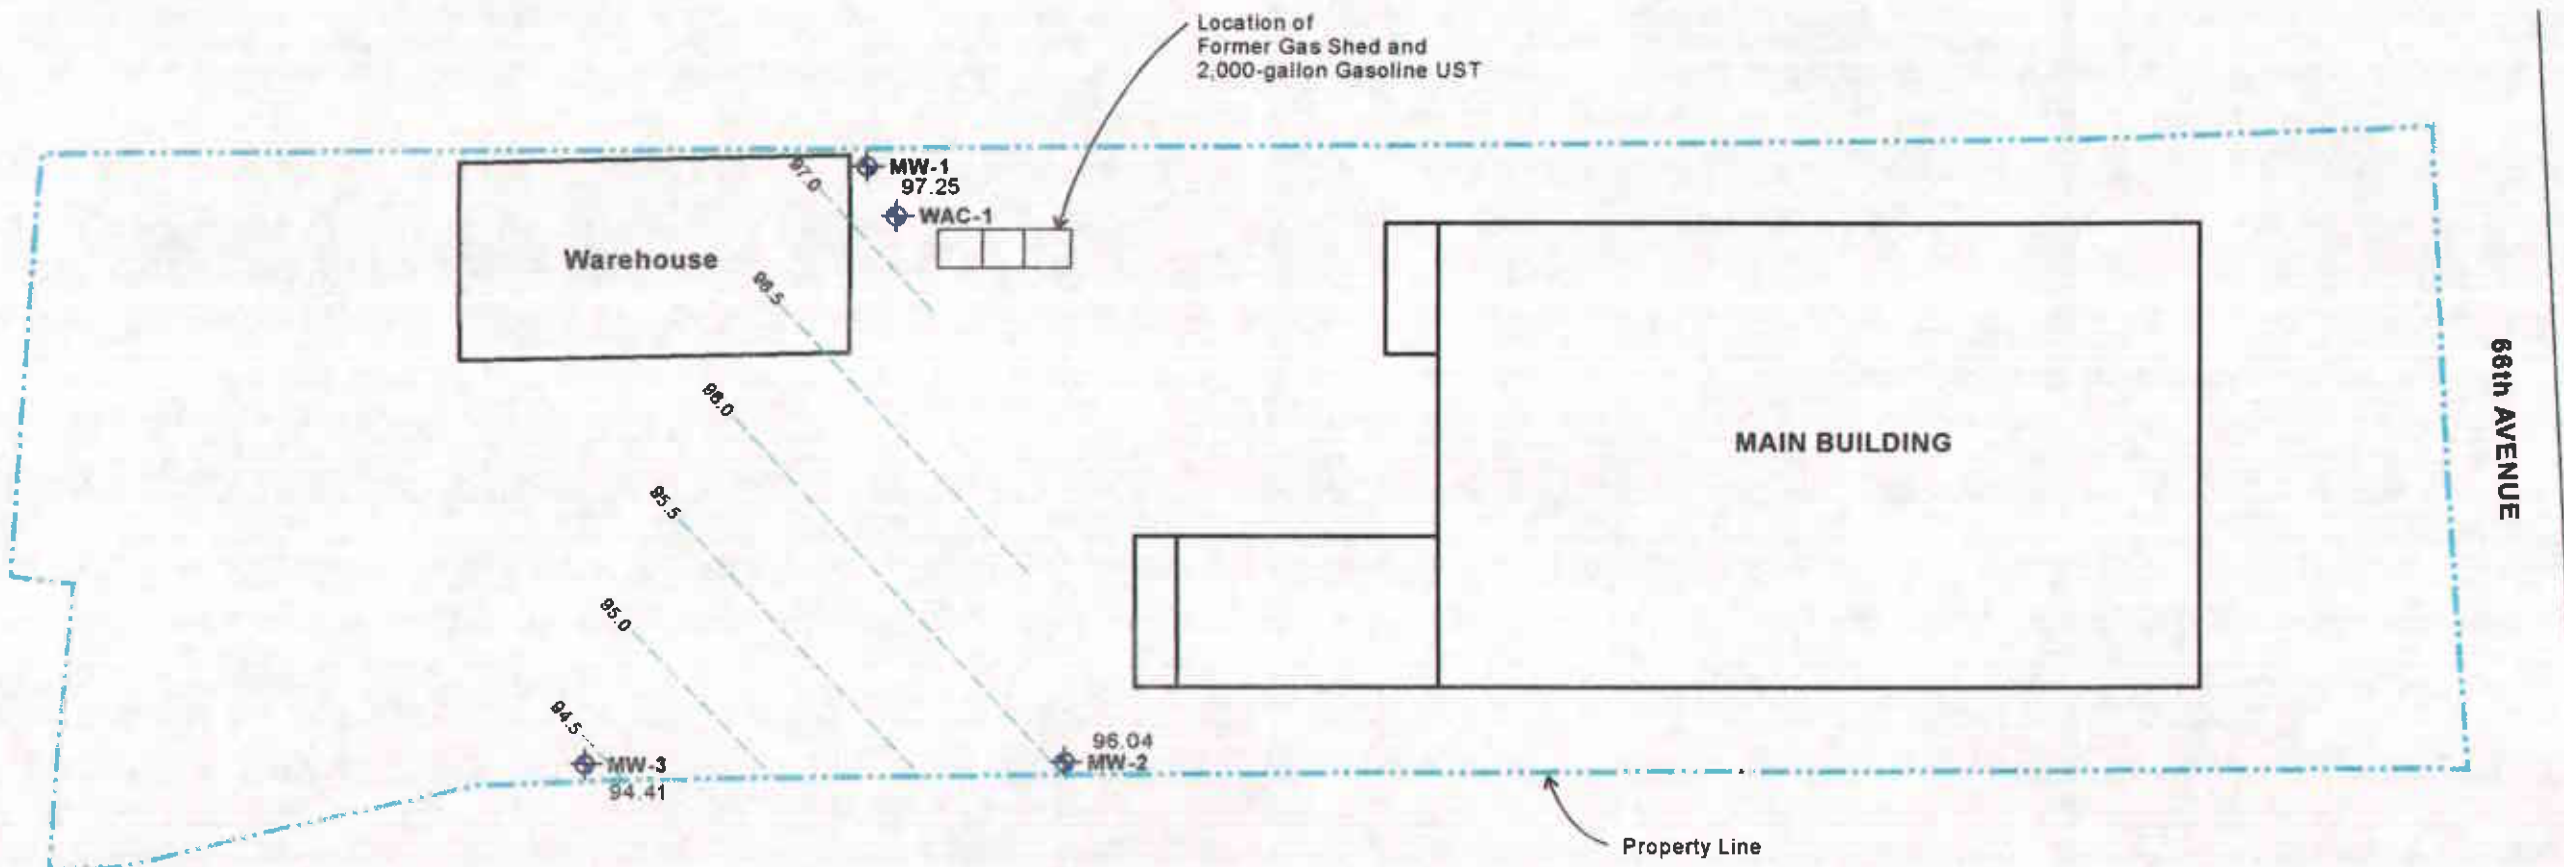 Location of
Former Gas Shed and
2,000-gallon Gasoline UST
MW-1
97.25
97.0
WAC-1
Warehouse
96.5
96.0
95.5
95.0
94.5
MW-3
94.41
96.04
MW-2
MAIN BUILDING
66th AVENUE
Property Line